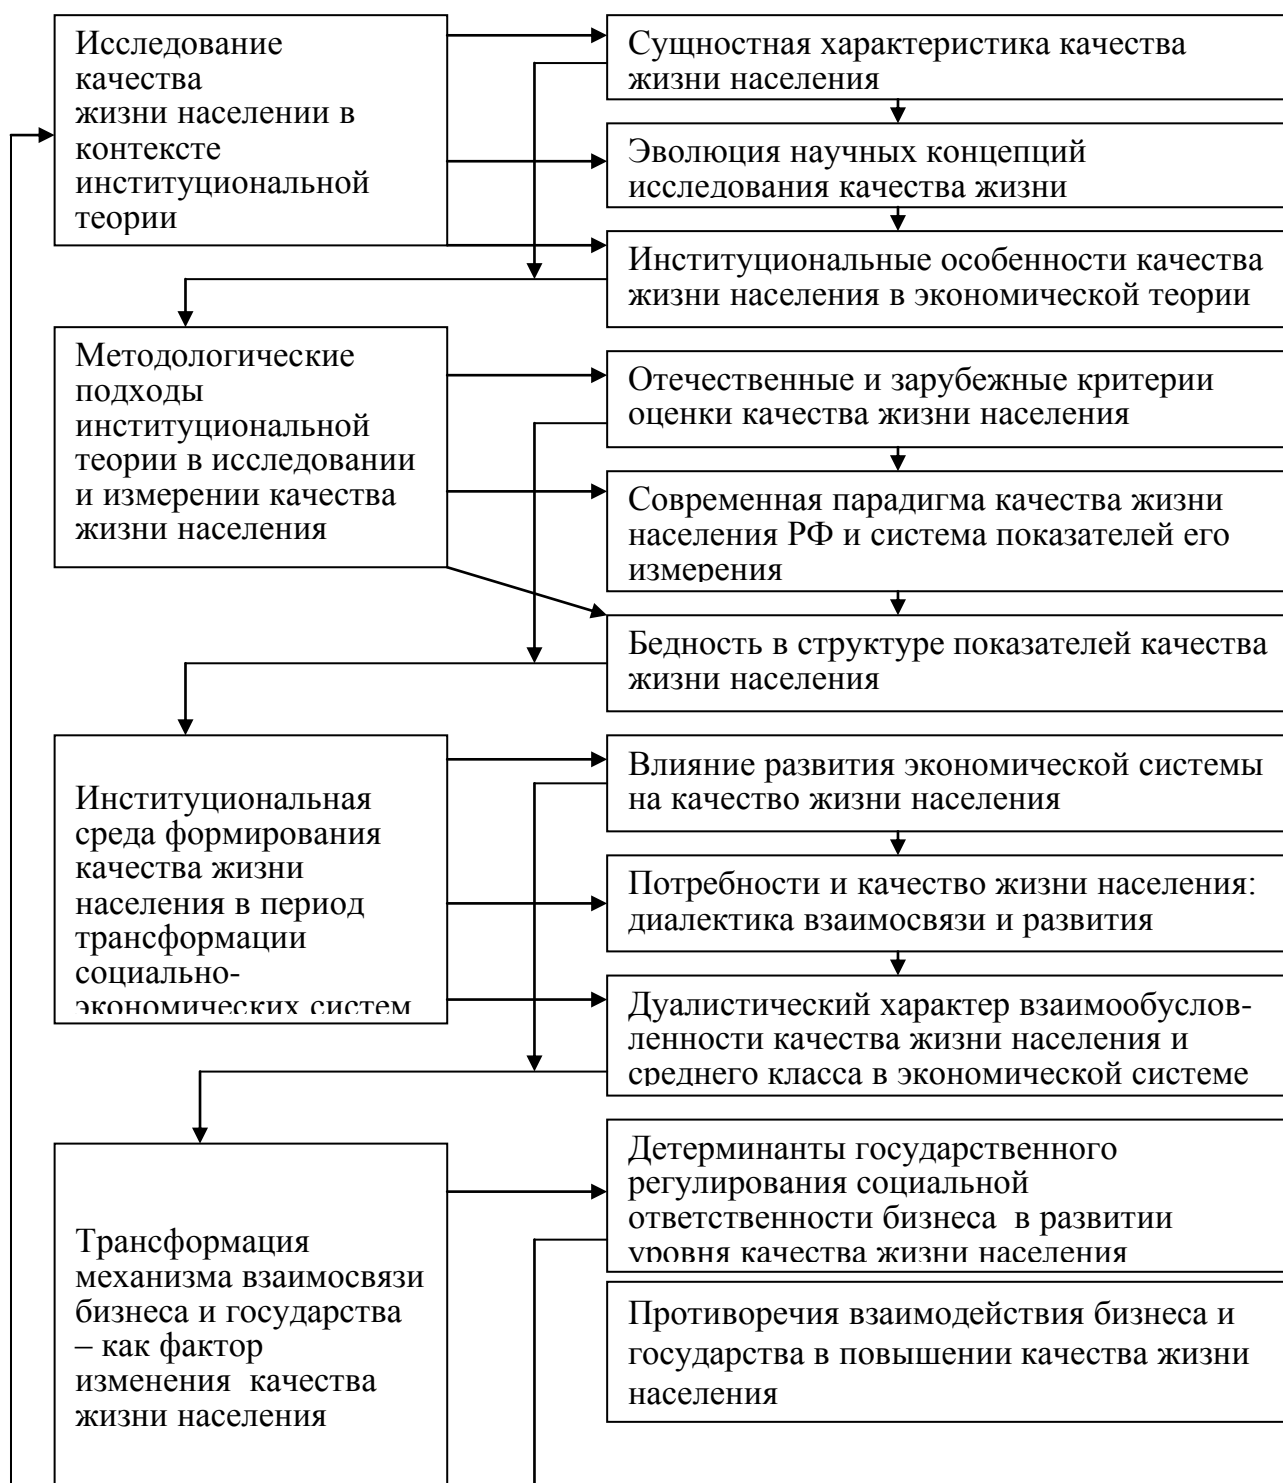 Исследование
качества
жизни населении в
контексте
институциональной
теории
Сущностная характеристика качества
жизни населения
Эволюция научных концепций
исследования качества жизни
Институциональные особенности качества
жизни населения в экономической теории
Методологические
подходы
институциональной
теории в исследовании
и измерении качества
жизни населения
Отечественные и зарубежные критерии
оценки качества жизни населения
Современная парадигма качества жизни
населения РФ и система показателей его
измерения
Бедность в структуре показателей качества
жизни населения
Институциональная
среда формирования
качества жизни
населения в период
трансформации
социально-
экономических систем
Влияние развития экономической системы
на качество жизни населения
Потребности и качество жизни населения:
диалектика взаимосвязи и развития
Дуалистический характер взаимообуслов-
ленности качества жизни населения и
среднего класса в экономической системе
Трансформация
механизма взаимосвязи
бизнеса и государства
– как фактор
изменения качества
жизни населения
Детерминанты государственного
регулирования социальной
ответственности бизнеса в развитии
уровня качества жизни населения
Противоречия взаимодействия бизнеса и
государства в повышении качества жизни
населения